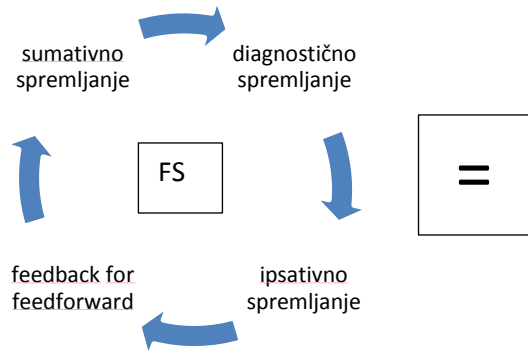 sumativno
spremljanje
diagnostično
spremljanje
FS
=
feedback for
feedforward
ipsativno
spremljanje